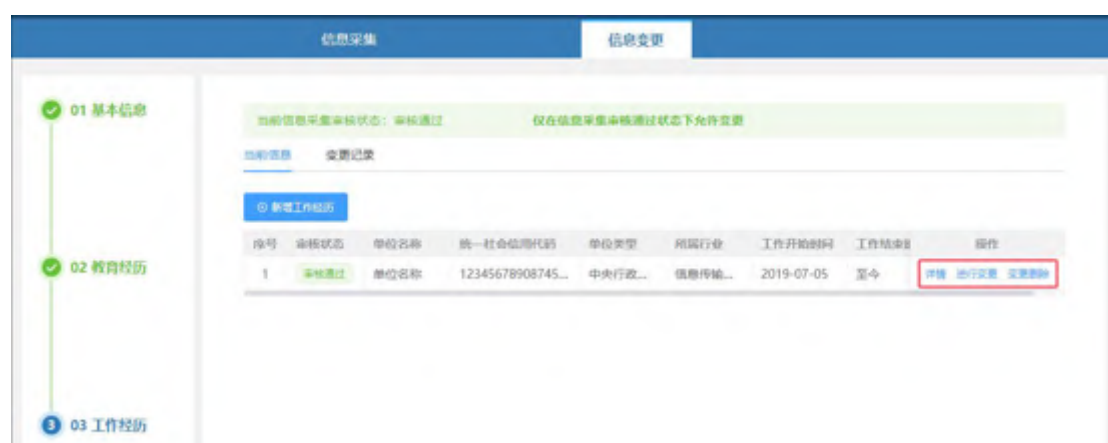 信息采集 信息变更
01 基本信息
当前信息采集审核状态：审核通过 仅在信息采集审核通过状态下允许变更
当前信息 变更记录
新增工作经历
序号 审核状态 单位名称 统一社会信用代码 单位类型 所属行业 工作开始时间 工作结束 操作
02 教育经历
1 审核通过 单位名称 12345678908745... 中央行政... 信息传输... 2019-07-05 至今 详情 进行变更 变更删除
3 03 工作经历